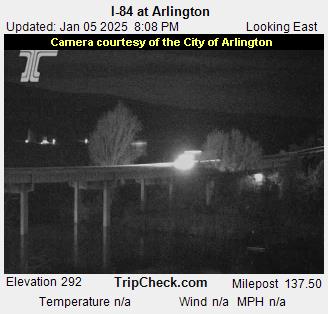 I-84 at Arlington
Updated: Jan 05 2025 8:08 PM Looking East
Camera courtesy of the City of Arlington
Elevation 292 TripCheck.com Milepost 137.50
Temperature n/a Wind n/a MPH n/a